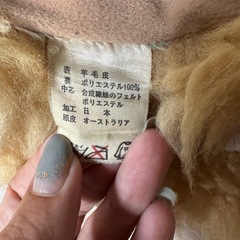 表 羊毛皮
裏 ポリエステル100%
中芯 合成繊維のフェルト
ポリエステル
加工 日本
原皮 オーストラリア